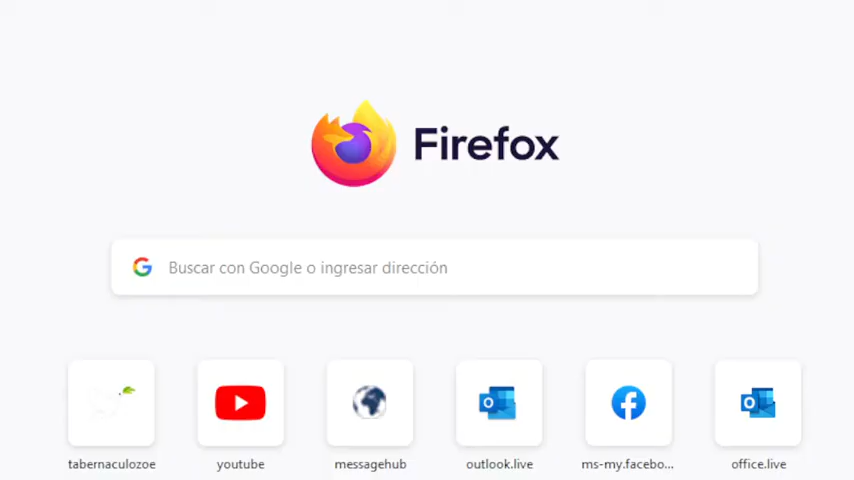 Firefox
Buscar con Google o ingresar dirección
tabernaculozoe
youtube
messagehub
outlook.live
ms-my.facebo...
office.live